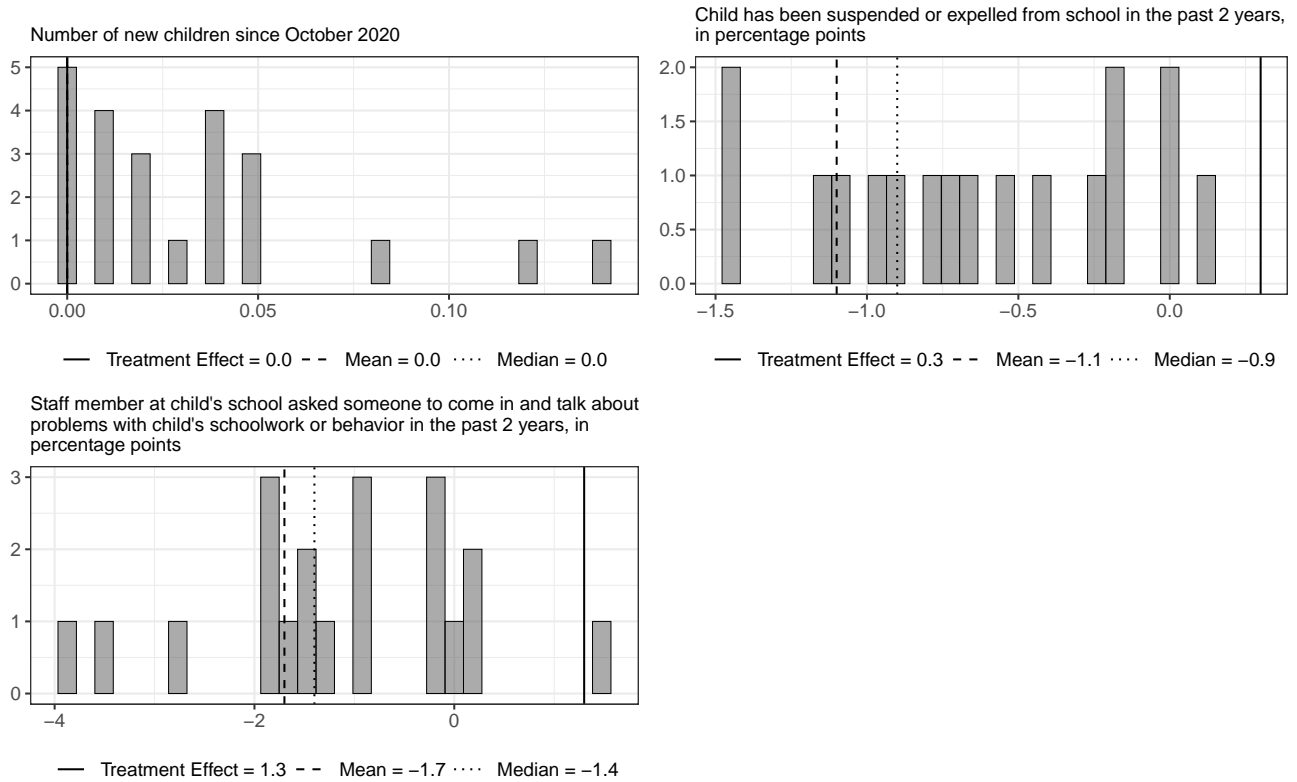 Number of new children since October 2020
5
4
3
2
1
0
0.00 0.05 0.10
Treatment Effect = 0.0 Mean = 0.0 Median = 0.0
Child has been suspended or expelled from school in the past 2 years,
in percentage points
2.0
1.5
1.0
0.5
0.0
−1.5 −1.0 −0.5 0.0
Treatment Effect = 0.3 Mean = −1.1 Median = −0.9
Staff member at child's school asked someone to come in and talk about
problems with child's schoolwork or behavior in the past 2 years, in
percentage points
3
2
1
0
−4 −2 0
Treatment Effect = 1.3 Mean = −1.7 Median = −1.4